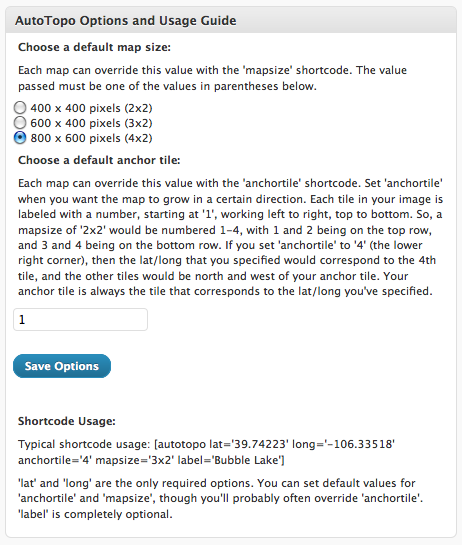 AutoTopo Options and Usage Guide
Choose a default map size:
Each map can override this value with the 'mapsize' shortcode. The value
passed must be one of the values in parentheses below.
400 x 400 pixels (2x2)
600 x 400 pixels (3x2)
800 x 600 pixels (4x2)
Choose a default anchor tile:
Each map can override this value with the 'anchortile' shortcode. Set 'anchortile'
when you want the map to grow in a certain direction. Each tile in your image is
labeled with a number, starting at '1', working left to right, top to bottom. So, a
mapsize of '2x2' would be numbered 1-4, with 1 and 2 being on the top row,
and 3 and 4 being on the bottom row. If you set 'anchortile' to '4' (the lower
right corner), then the lat/long that you specified would correspond to the 4th
tile, and the other tiles would be north and west of your anchor tile. Your
anchor tile is always the tile that corresponds to the lat/long you've specified.
1
Save Options
Shortcode Usage:
Typical shortcode usage: [autotopo lat='39.74223' long='-106.33518'
anchortile='4' mapsize='3x2' label='Bubble Lake']
'lat' and 'long' are the only required options. You can set default values for
'anchortile' and 'mapsize', though you'll probably often override 'anchortile'.
'label' is completely optional.